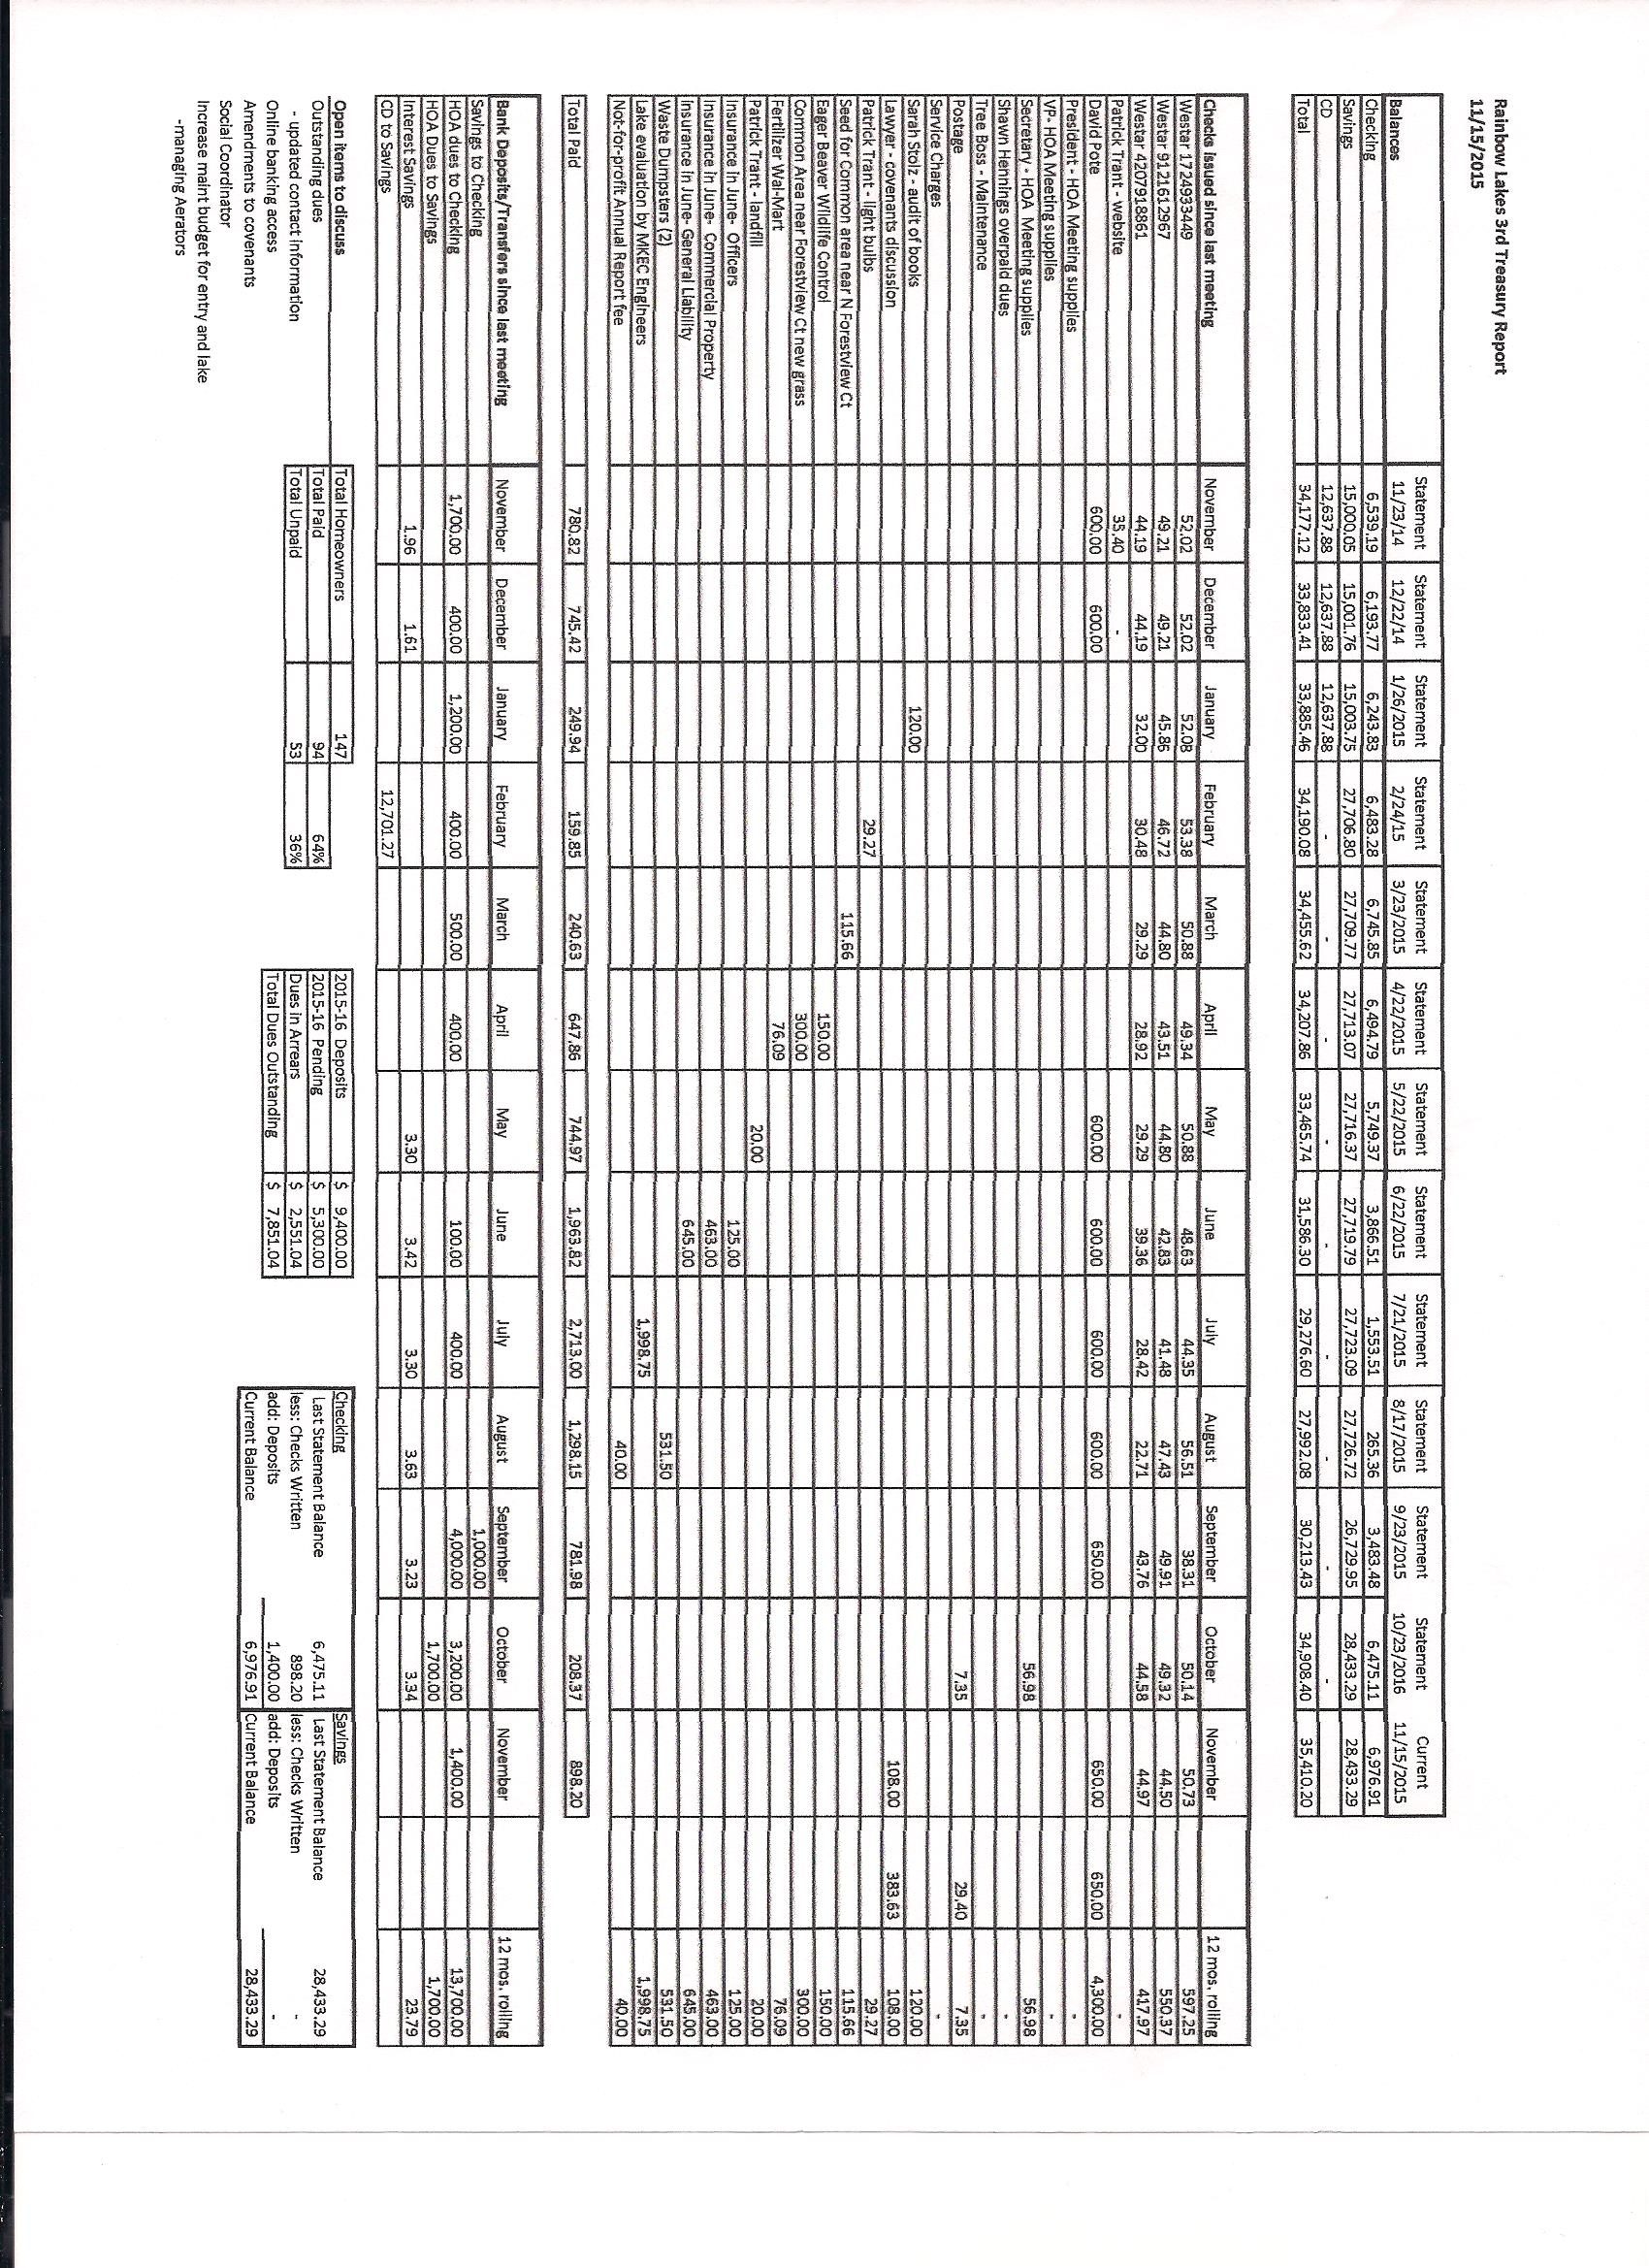 Rainbow Lakes 3rd Treasury Report
11/15/2015
Statement Statement Statement Statement Statement Statement Statement Statement Statement Statement Statement Statement Current
Balances 11/23/14 12/22/14 1/26/2015 2/24/15 3/23/2015 4/22/2015 5/22/2015 6/22/2015 7/21/2015 8/17/2015 9/23/2015 10/23/2016 11/15/2015
Checking 6,539.19 6,193.77 6,243.83 6,483.28 6,745.85 6,494.79 5,749.37 3,866.51 1,553.51 265.36 3,483.48 6,475.11 6,976.91
Savings 15,000.05 15,001.76 15,003.75 27,706.80 27,709.77 27,713.07 27,716.37 27,719.79 27,723.09 27,726.72 26,729.95 28,433.29 28,433.29
CD 12,637.88 12,637.88 12,637.88 - - - - - - - - -
Total 34,177.12 33,833.41 33,885.46 34,190.08 34,455.62 34,207.86 33,465.74 31,586.30 29,276.60 27,992.08 30,213.43 34,908.40 35,410.20
Checks issued since last meeting November December January February March April May June July August September October November 12 mos. rolling
Westar 1724933449 52.02 52.02 52.08 53.38 50.88 49.34 50.88 48.63 44.35 56.51 38.31 50.14 50.73 597.25
Westar 9121612967 49.21 49.21 45.86 46.72 44.80 43.51 44.80 42.83 41.48 47.43 49.91 49.32 44.50 550.37
Westar 4207918861 44.19 44.19 32.00 30.48 29.29 28.92 29.29 39.36 28.42 22.71 43.76 44.58 44.97 417.97
Patrick Trant - website 35.40 - -
David Pote 600.00 600.00 600.00 600.00 600.00 600.00 650.00 650.00 650.00 4,300.00
President - HOA Meeting supplies -
VP- HOA Meeting supplies -
Secretary - HOA Meeting supplies 56.98 56.98
Shawn Hennings overpaid dues
Tree Boss - Maintenance -
Postage 7.35 29.40 7.35
Service Charges -
Sarah Stolz - audit of books 120.00 120.00
Lawyer - covenants discussion 108.00 383.63 108.00
Patrick Trant - light bulbs 29.27 29.27
Seed for Common area near N Forestview Ct 115.66 115.66
Eager Beaver Wildlife Control 150.00 150.00
Common Area near Forestview Ct new grass 300.00 300.00
Fertilizer Wal-Mart 76.09 76.09
Patrick Trant - landfill 20.00 20.00
Insurance in June- Officers 125.00 125.00
Insurance in June- Commercial Property 463.00 463.00
Insurance in June- General Liability 645.00 645.00
Waste Dumpsters (2) 531.50 531.50
Lake evaluation by MKEC Engineers 1,998.75 1,998.75
Not-for-profit Annual Report fee 40.00 40.00
Total Paid 780.82 745.42 249.94 159.85 240.63 647.86 744.97 1,963.82 2,713.00 1,298.15 781.98 208.37 898.20
Bank Deposits/Transfers since last meeting November December January February March April May June July August September October November 12 mos. rolling
Savings to Checking 1,000.00
HOA dues to Checking 1,700.00 400.00 1,200.00 400.00 500.00 400.00 100.00 400.00 4,000.00 3,200.00 1,400.00 13,700.00
HOA Dues to Savings 1,700.00 1,700.00
Interest Savings 1.96 1.61 3.30 3.42 3.30 3.63 3.23 3.34 23.79
CD to Savings 12,701.27
Open items to discuss
Outstanding dues
- updated contact information
Online banking access
Amendments to covenants
Social Coordinator
Increase maint budget for entry and lake
-managing Aerators
Total Homeowners 147
Total Paid 94 64%
Total Unpaid 53 36%
2015-16 Deposits $ 9,400.00
2015-16 Pending $ 5,300.00
Dues in Arrears $ 2,551.04
Total Dues Outstanding $ 7,851.04
Checking
Last Statement Balance 6,475.11
less: Checks Written 898.20
add: Deposits 1,400.00
Current Balance 6,976.91
Savings
Last Statement Balance 28,433.29
less: Checks Written -
add: Deposits -
Current Balance 28,433.29